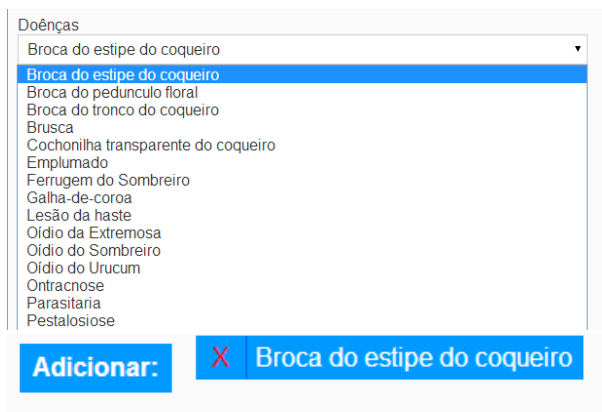 Doênças
Broca do estipe do coqueiro
Broca do estipe do coqueiro
Broca do pedunculo floral
Broca do tronco do coqueiro
Brusca
Cochonilha transparente do coqueiro
Emplumado
Ferrugem do Sombreiro
Galha-de-coroa
Lesão da haste
Oídio da Extremosa
Oídio do Sombreiro
Oídio do Urucum
Ontracnose
Parasitaria
Pestalosiose
Adicionar: X Broca do estipe do coqueiro